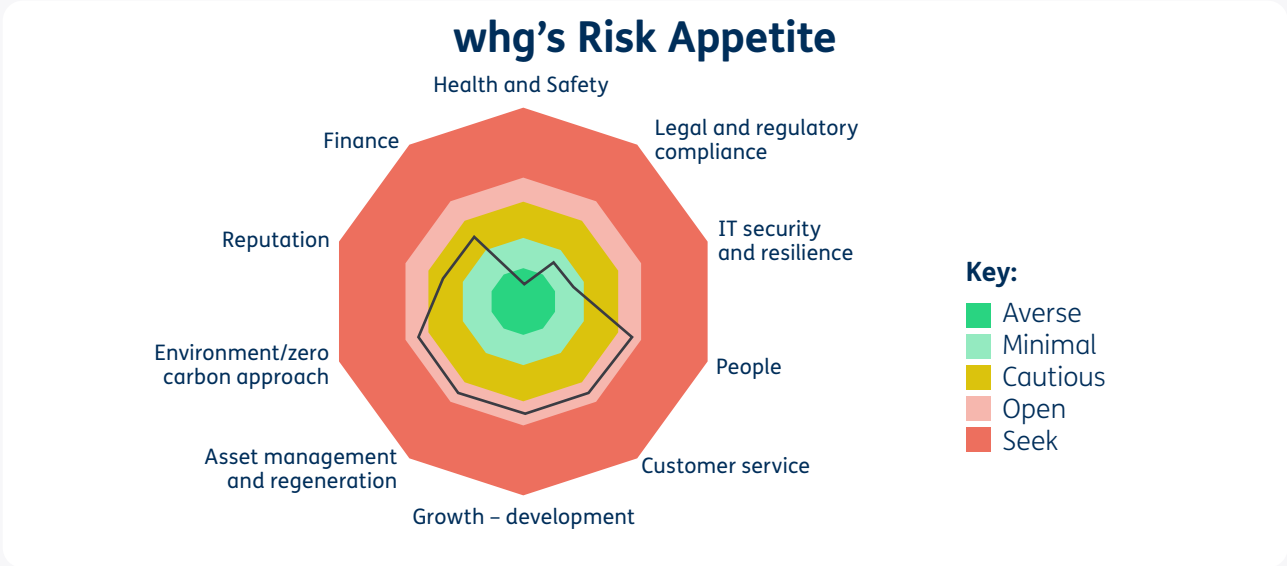 whg’s Risk Appetite
Health and Safety
Legal and regulatory
compliance
IT security
and resilience
People
Customer service
Growth – development
Asset management
and regeneration
Environment/zero
carbon approach
Reputation
Finance
Key:
Averse
Minimal
Cautious
Open
Seek